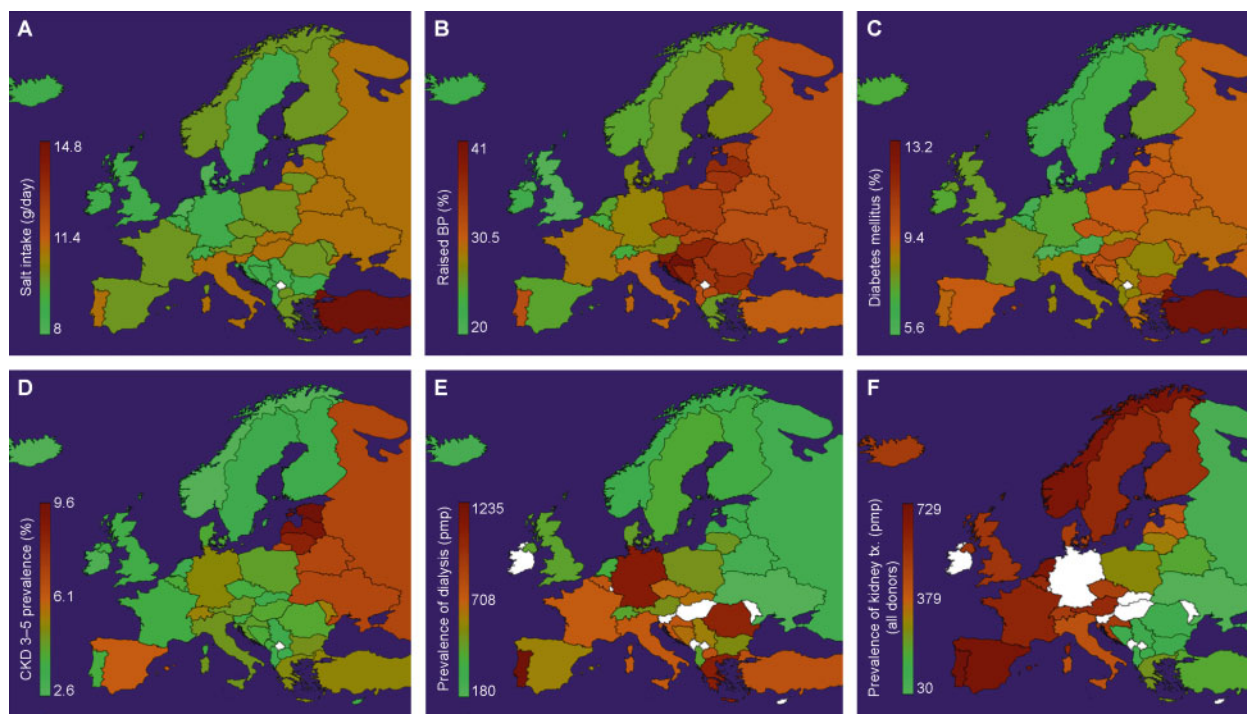 A
14.8
11.4
8
Salt intake (g/day)
B
41
30.5
20
Raised BP (%)
C
13.2
9.4
5.6
Diabetes mellitus (%)
D
9.6
6.1
2.6
CKD 3–5 prevalence (%)
E
1235
708
180
Prevalence of dialysis (pmp)
F
729
379
30
Prevalence of kidney tx. (pmp)
(all donors)